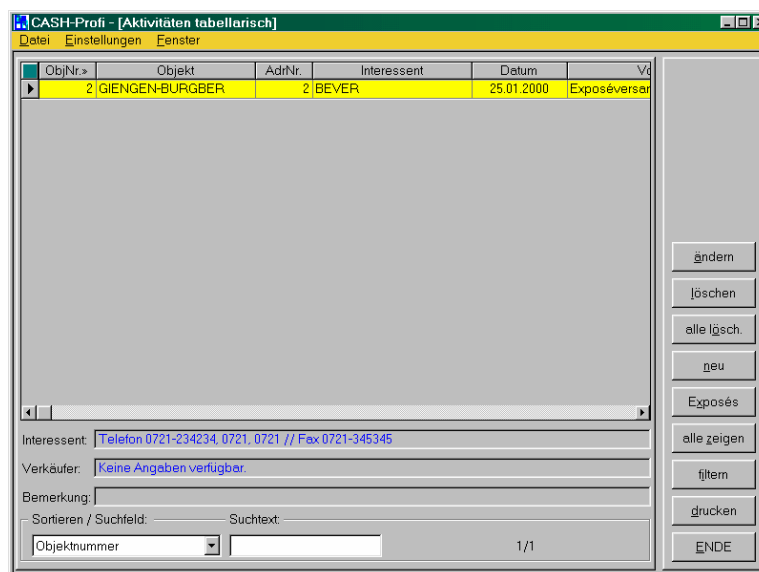 CASH-Profi - [Aktivitäten tabellarisch]
Datei Einstellungen Fenster
ObjNr.» Objekt AdrNr. Interessent Datum
2 GIENGEN-BURGBER 2 BEVER 25.01.2000 Exposéversan
ändern
löschen
alle lösch.
neu
Exposés
alle zeigen
filtern
drucken
ENDE
Interessent: Telefon 0721-234234, 0721, 0721 // Fax 0721-345345
Verkäufer: Keine Angaben verfügbar.
Bemerkung:
Sortieren / Suchfeld: Suchtext:
Objektnummer 1/1